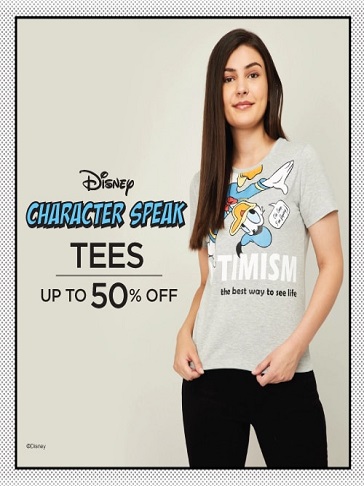 Disney
CHARACTER SPEAK
TEES
UP TO 50% OFF
TIMISM
the best way to see life
©Disney